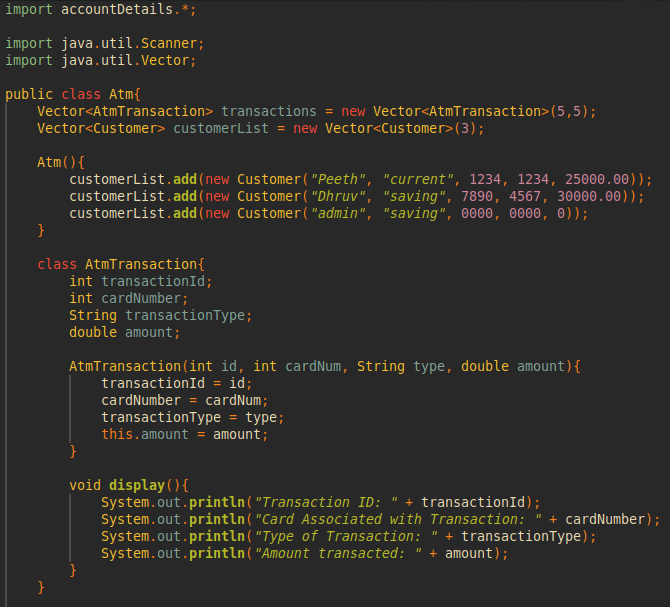 import accountDetails.*;
import java.util.Scanner;
import java.util.Vector;
public class Atm{
Vector<AtmTransaction> transactions = new Vector<AtmTransaction>(5,5);
Vector<Customer> customerList = new Vector<Customer>(3);
Atm(){
customerList.add(new Customer("Peeth", "current", 1234, 1234, 25000.00));
customerList.add(new Customer("Dhruv", "saving", 7890, 4567, 30000.00));
customerList.add(new Customer("admin", "saving", 0000, 0000, 0));
}
class AtmTransaction{
int transactionId;
int cardNumber;
String transactionType;
double amount;
AtmTransaction(int id, int cardNum, String type, double amount){
transactionId = id;
cardNumber = cardNum;
transactionType = type;
this.amount = amount;
}
void display(){
System.out.println("Transaction ID: " + transactionId);
System.out.println("Card Associated with Transaction: " + cardNumber);
System.out.println("Type of Transaction: " + transactionType);
System.out.println("Amount transacted: " + amount);
}
}